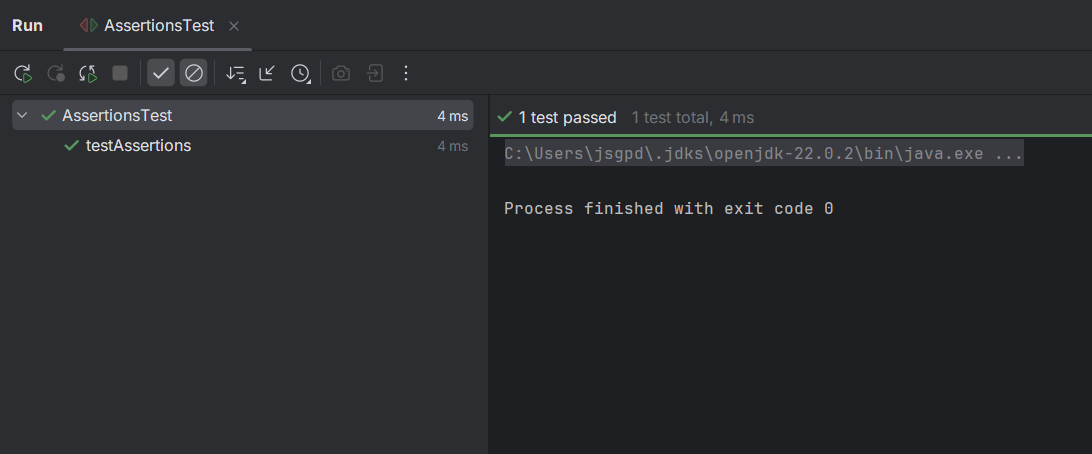 Run AssertionsTest
AssertionsTest 4 ms
testAssertions 4 ms
1 test passed 1 test total, 4 ms
C:\Users\jsgpd\.jdks\openjdk-22.0.2\bin\java.exe ...
Process finished with exit code 0